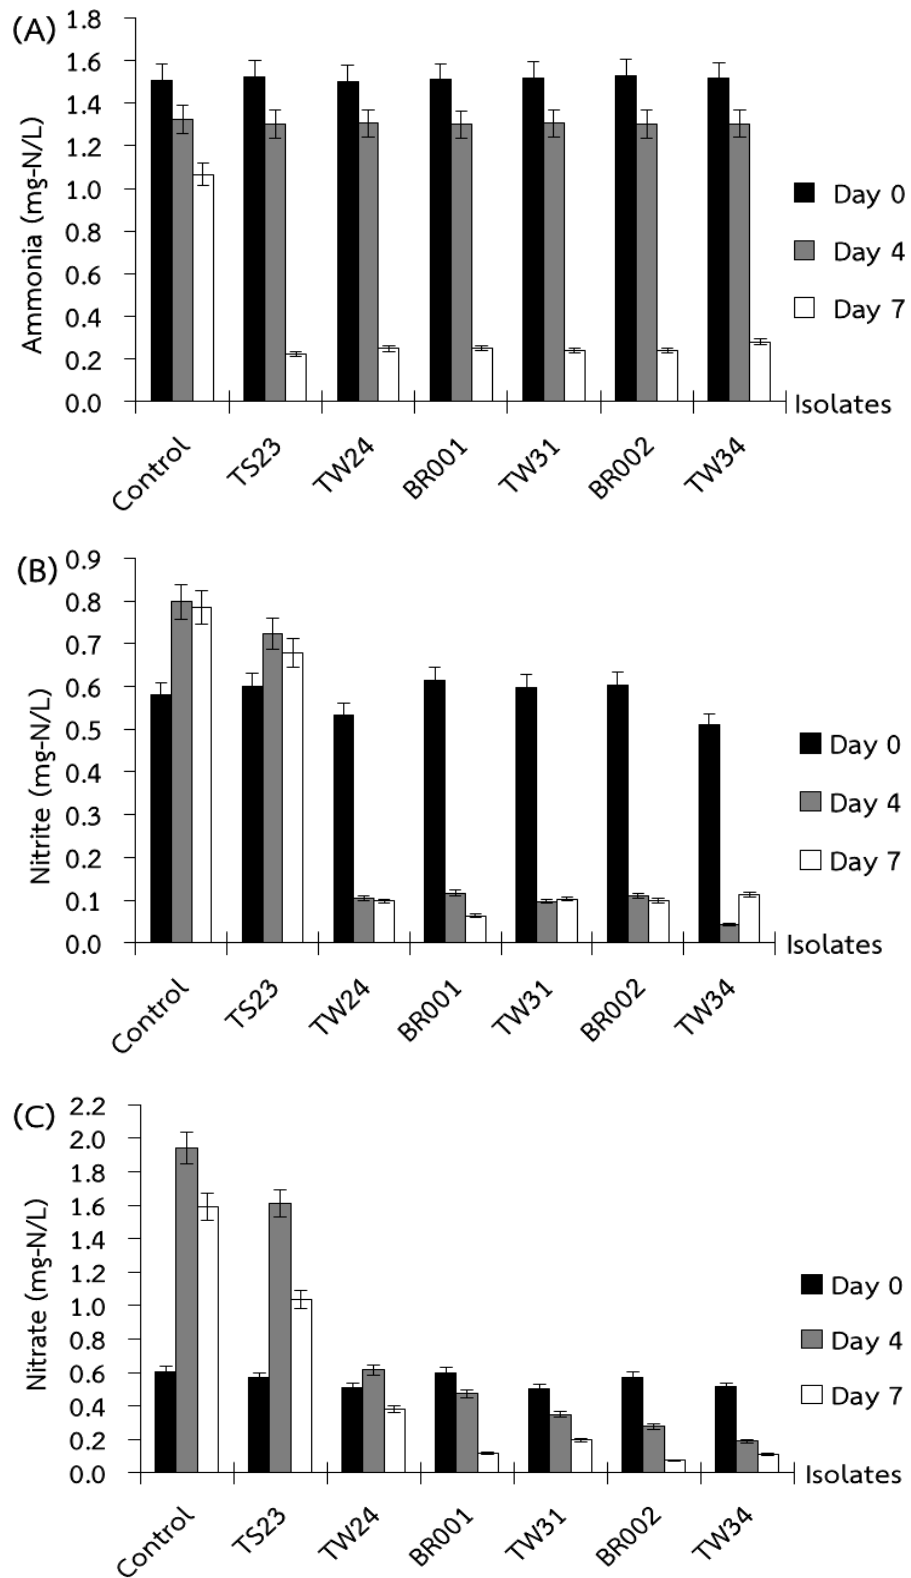 (A)
Ammonia (mg-N/L)
1.8
1.6
1.4
1.2
1.0
0.8
0.6
0.4
0.2
0.0
Day 0
Day 4
Day 7
Isolates
Control TS23 TW24 BR001 TW31 BR002 TW34
(B)
Nitrite (mg-N/L)
0.9
0.8
0.7
0.6
0.5
0.4
0.3
0.2
0.1
0.0
Day 0
Day 4
Day 7
Isolates
Control TS23 TW24 BR001 TW31 BR002 TW34
(C)
Nitrate (mg-N/L)
2.2
2.0
1.8
1.6
1.4
1.2
1.0
0.8
0.6
0.4
0.2
0.0
Day 0
Day 4
Day 7
Isolates
Control TS23 TW24 BR001 TW31 BR002 TW34